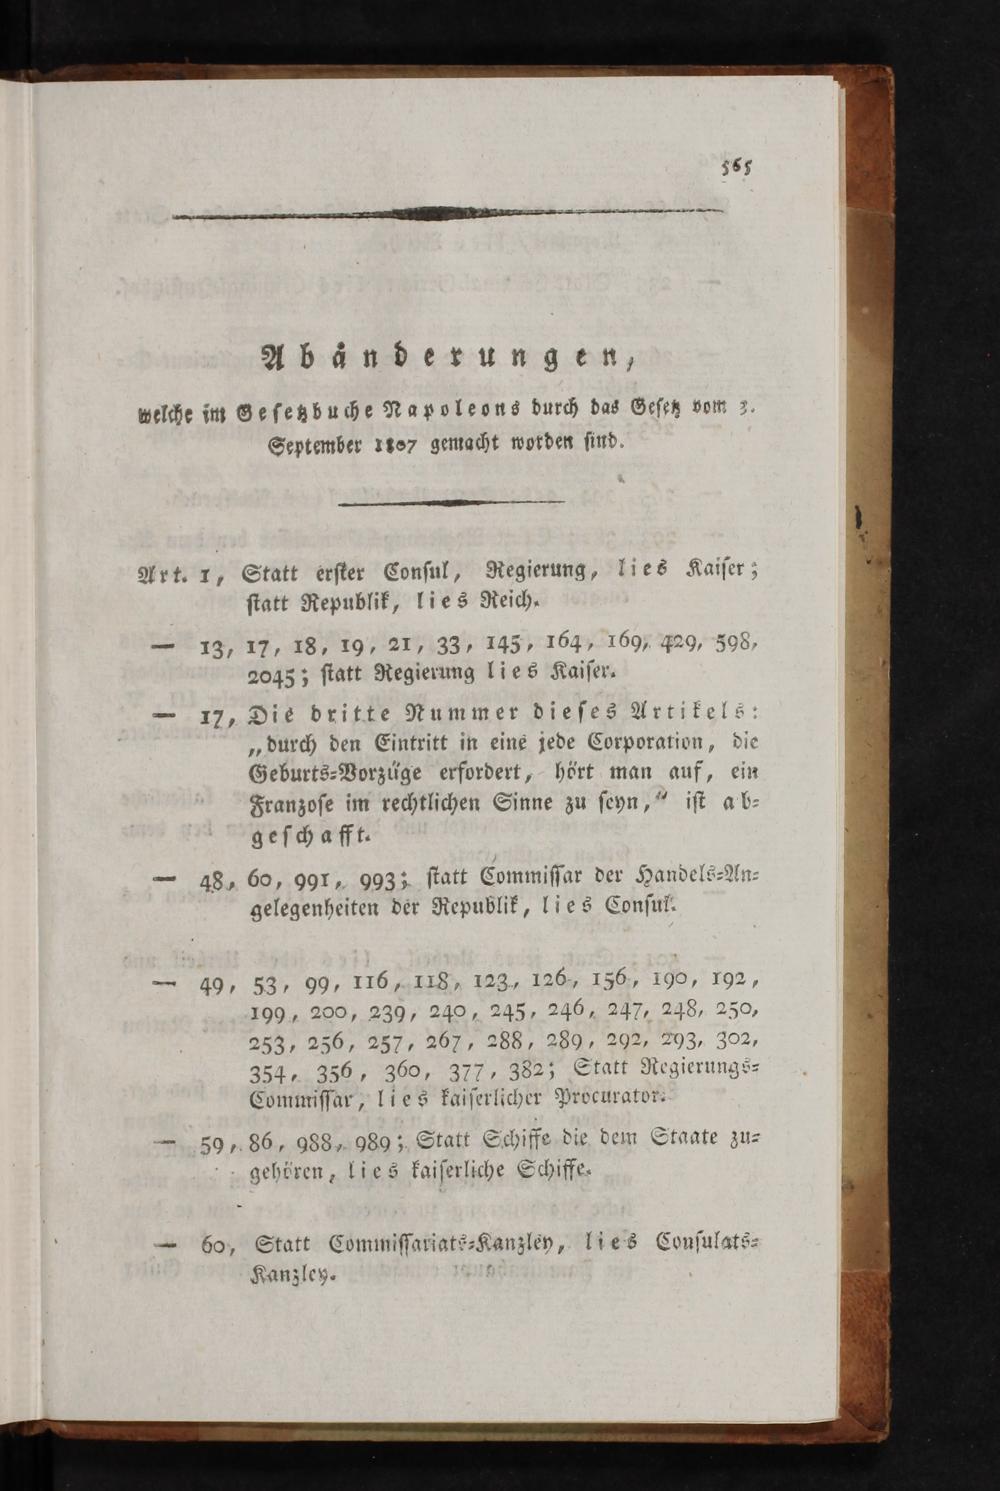 565
Abänderungen,
welche im Gesetzbuche Napoleons durch das Gesetz vom 3.
September 1807 gemacht worden sind.
Art. 1, Statt erster Consul, Regierung, lies Kaiser;
statt Republik, lies Reich.
— 13, 17, 18, 19, 21, 33, 145, 164, 169, 429, 598,
2045; statt Regierung lies Kaiser.
— 17, Die dritte Nummer dieses Artikels:
„durch den Eintritt in eine jede Corporation, die
Geburts-Vorzüge erfordert, hört man auf, ein
Franzose im rechtlichen Sinne zu seyn,“ ist ab-
geschafft.
— 48, 60, 991, 993; statt Commissar der Handels-An-
gelegenheiten der Republik, lies Consul.
— 49, 53, 99, 116, 118, 123, 126, 156, 190, 192,
199, 200, 239, 240, 245, 246, 247, 248, 250,
253, 256, 257, 267, 288, 289, 292, 293, 302,
354, 356, 360, 377, 382; Statt Regierungs-
Commissar, lies kaiserlicher Procurator.
— 59, 86, 988, 989; Statt Schiffe die dem Staate zu-
gehören, lies kaiserliche Schiffe.
— 60, Statt Commissariats-Kanzley, lies Consulats-
Kanzley.